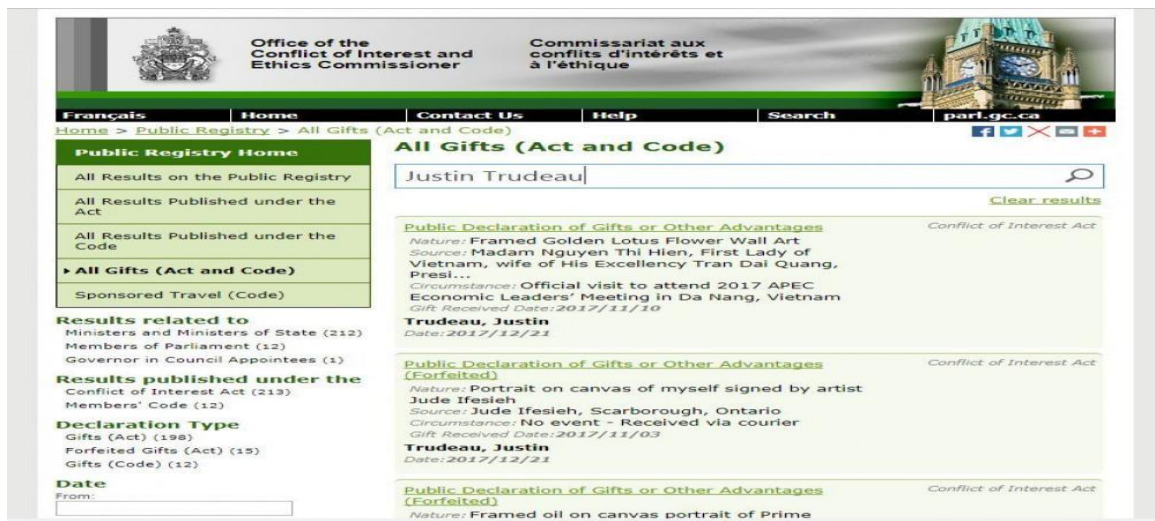 Office of the
Conflict of Interest and
Ethics Commissioner
Commissariat aux
conflits d'intérêts et
à l'éthique
Français Home Contact Us Help Search parl.gc.ca
Home > Public Registry > All Gifts (Act and Code)
Public Registry Home
All Results on the Public Registry
All Results Published under the
Act
All Results Published under the
Code
All Gifts (Act and Code)
Sponsored Travel (Code)
Results related to
Ministers and Ministers of State (212)
Members of Parliament (12)
Governor in Council Appointees (1)
Results published under the
Conflict of Interest Act (213)
Members' Code (12)
Declaration Type
Gifts (Act) (198)
Forfeited Gifts (Act) (15)
Gifts (Code) (12)
Date
From:
All Gifts (Act and Code)
Justin Trudeau
Clear results
Public Declaration of Gifts or Other Advantages Conflict of Interest Act
Nature: Framed Golden Lotus Flower Wall Art
Source: Madam Nguyen Thi Hien, First Lady of
Vietnam, wife of His Excellency Tran Dai Quang,
Presi...
Circumstance: Official visit to attend 2017 APEC
Economic Leaders' Meeting in Da Nang, Vietnam
Gift Received Date:2017/11/10
Trudeau, Justin
Date:2017/12/21
Public Declaration of Gifts or Other Advantages Conflict of Interest Act
(Forfeited)
Nature: Portrait on canvas of myself signed by artist
Jude Ifesieh
Source: Jude Ifesieh, Scarborough, Ontario
Circumstance: No event - Received via courier
Gift Received Date:2017/11/03
Trudeau, Justin
Date:2017/12/21
Public Declaration of Gifts or Other Advantages Conflict of Interest Act
(Forfeited)
Nature: Framed oil on canvas portrait of Prime